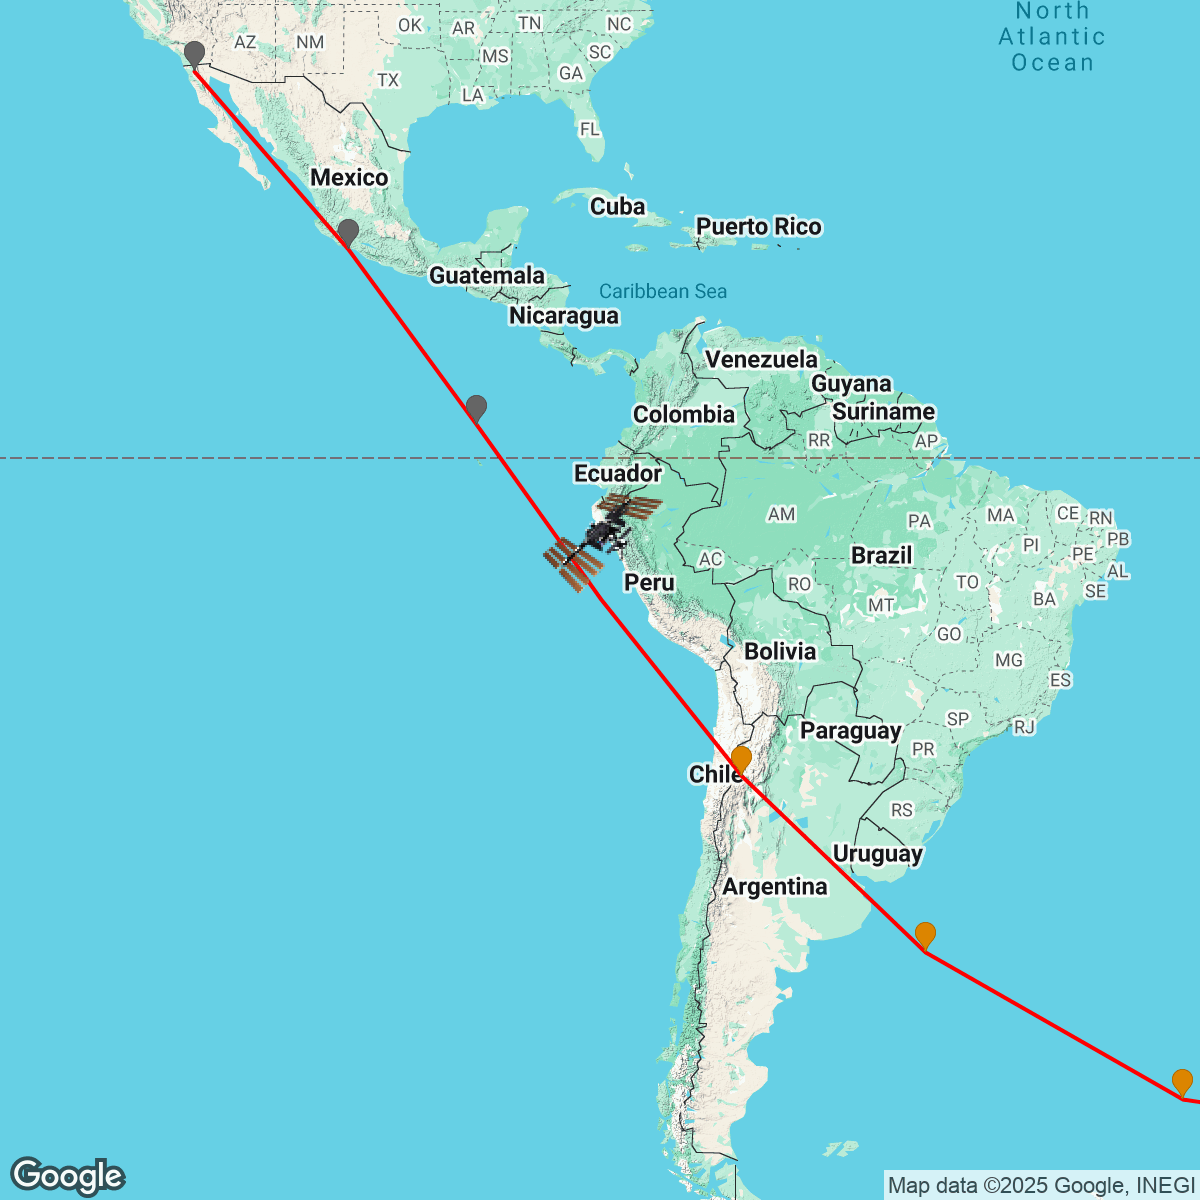 North
Atlantic
Ocean
OK
AR
TN
NC
AZ
NM
MS
SC
GA
TX
LA
FL
Mexico
Cuba
Puerto Rico
Guatemala
Caribbean Sea
Nicaragua
Venezuela
Guyana
Colombia
Suriname
RR
AP
Ecuador
AM
PA
MA
CE
RN
PB
PI
PE
AC
Brazil
AL
Peru
RO
TO
SE
MT
BA
GO
Bolivia
MG
ES
SP
RJ
Paraguay
PR
Chile
RS
Uruguay
Argentina
Google
Map data ©2025 Google, INEGI